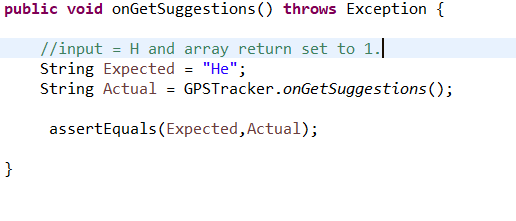 public void onGetSuggestions() throws Exception {
//input = H and array return set to 1.
String Expected = "He";
String Actual = GPSTracker.onGetSuggestions();
assertEquals(Expected,Actual);
}